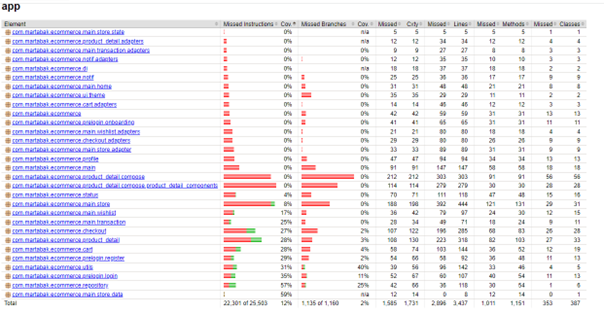 app
Element Missed Instructions Cov. Missed Branches Cov. Missed Cxty Missed Lines Missed Methods Missed Classes
com.martabak.ecommerce.main.store.state 0% n/a 5 5 5 5 5 5 1 1
com.martabak.ecommerce.product_detail.adapters 0% n/a 12 12 34 34 12 12 4 4
com.martabak.ecommerce.main.transaction.adapters 0% n/a 9 9 27 27 8 8 3 3
com.martabak.ecommerce.notif.adapters 0% 0% 12 12 35 35 10 10 3 3
com.martabak.ecommerce.di 0% n/a 18 18 37 37 18 18 2 2
com.martabak.ecommerce.notif 0% 0% 25 25 36 36 17 17 9 9
com.martabak.ecommerce.main.home 0% 0% 31 31 48 48 21 21 8 8
com.martabak.ecommerce.ui.theme 0% 0% 35 35 29 29 11 11 2 2
com.martabak.ecommerce.cart.adapters 0% 0% 14 14 46 46 12 12 3 3
com.martabak.ecommerce 0% 0% 42 42 59 59 31 31 13 13
com.martabak.ecommerce.prelogin.onboarding 0% 0% 41 41 65 65 31 31 11 11
com.martabak.ecommerce.main.wishlist.adapters 0% 0% 21 21 80 80 18 18 4 4
com.martabak.ecommerce.checkout.adapters 0% 0% 29 29 80 80 26 26 9 9
com.martabak.ecommerce.main.store.adapter 0% 0% 33 33 89 89 31 31 9 9
com.martabak.ecommerce.profile 0% 0% 47 47 94 94 34 34 13 13
com.martabak.ecommerce.main 0% 0% 91 91 147 147 58 58 18 18
com.martabak.ecommerce.product_detail.compose 0% 0% 212 212 303 303 91 91 56 56
com.martabak.ecommerce.product_detail.compose.product_detail_components 0% 0% 114 114 279 279 30 30 28 28
com.martabak.ecommerce.status 4% 0% 70 71 111 118 47 48 15 16
com.martabak.ecommerce.main.store 8% 0% 188 198 392 444 121 131 29 31
com.martabak.ecommerce.main.wishlist 17% 0% 36 42 79 97 24 30 12 15
com.martabak.ecommerce.main.transaction 25% 0% 28 34 49 71 18 24 9 11
com.martabak.ecommerce.checkout 27% 2% 107 122 196 285 68 83 26 28
com.martabak.ecommerce.product_detail 28% 3% 108 130 223 318 82 103 27 33
com.martabak.ecommerce.cart 28% 4% 58 74 103 144 36 52 12 19
com.martabak.ecommerce.prelogin.register 29% 2% 54 66 58 92 36 48 11 13
com.martabak.ecommerce.utils 31% 40% 39 56 96 142 33 46 4 5
com.martabak.ecommerce.prelogin.login 35% 11% 52 67 60 107 40 54 11 13
com.martabak.ecommerce.repository 57% 25% 42 66 36 118 30 54 1 6
com.martabak.ecommerce.main.store.data 59% n/a 12 14 0 8 12 14 0 1
Total 22,301 of 25,503 12% 1,135 of 1,160 2% 1,585 1,731 2,896 3,437 1,011 1,151 353 387